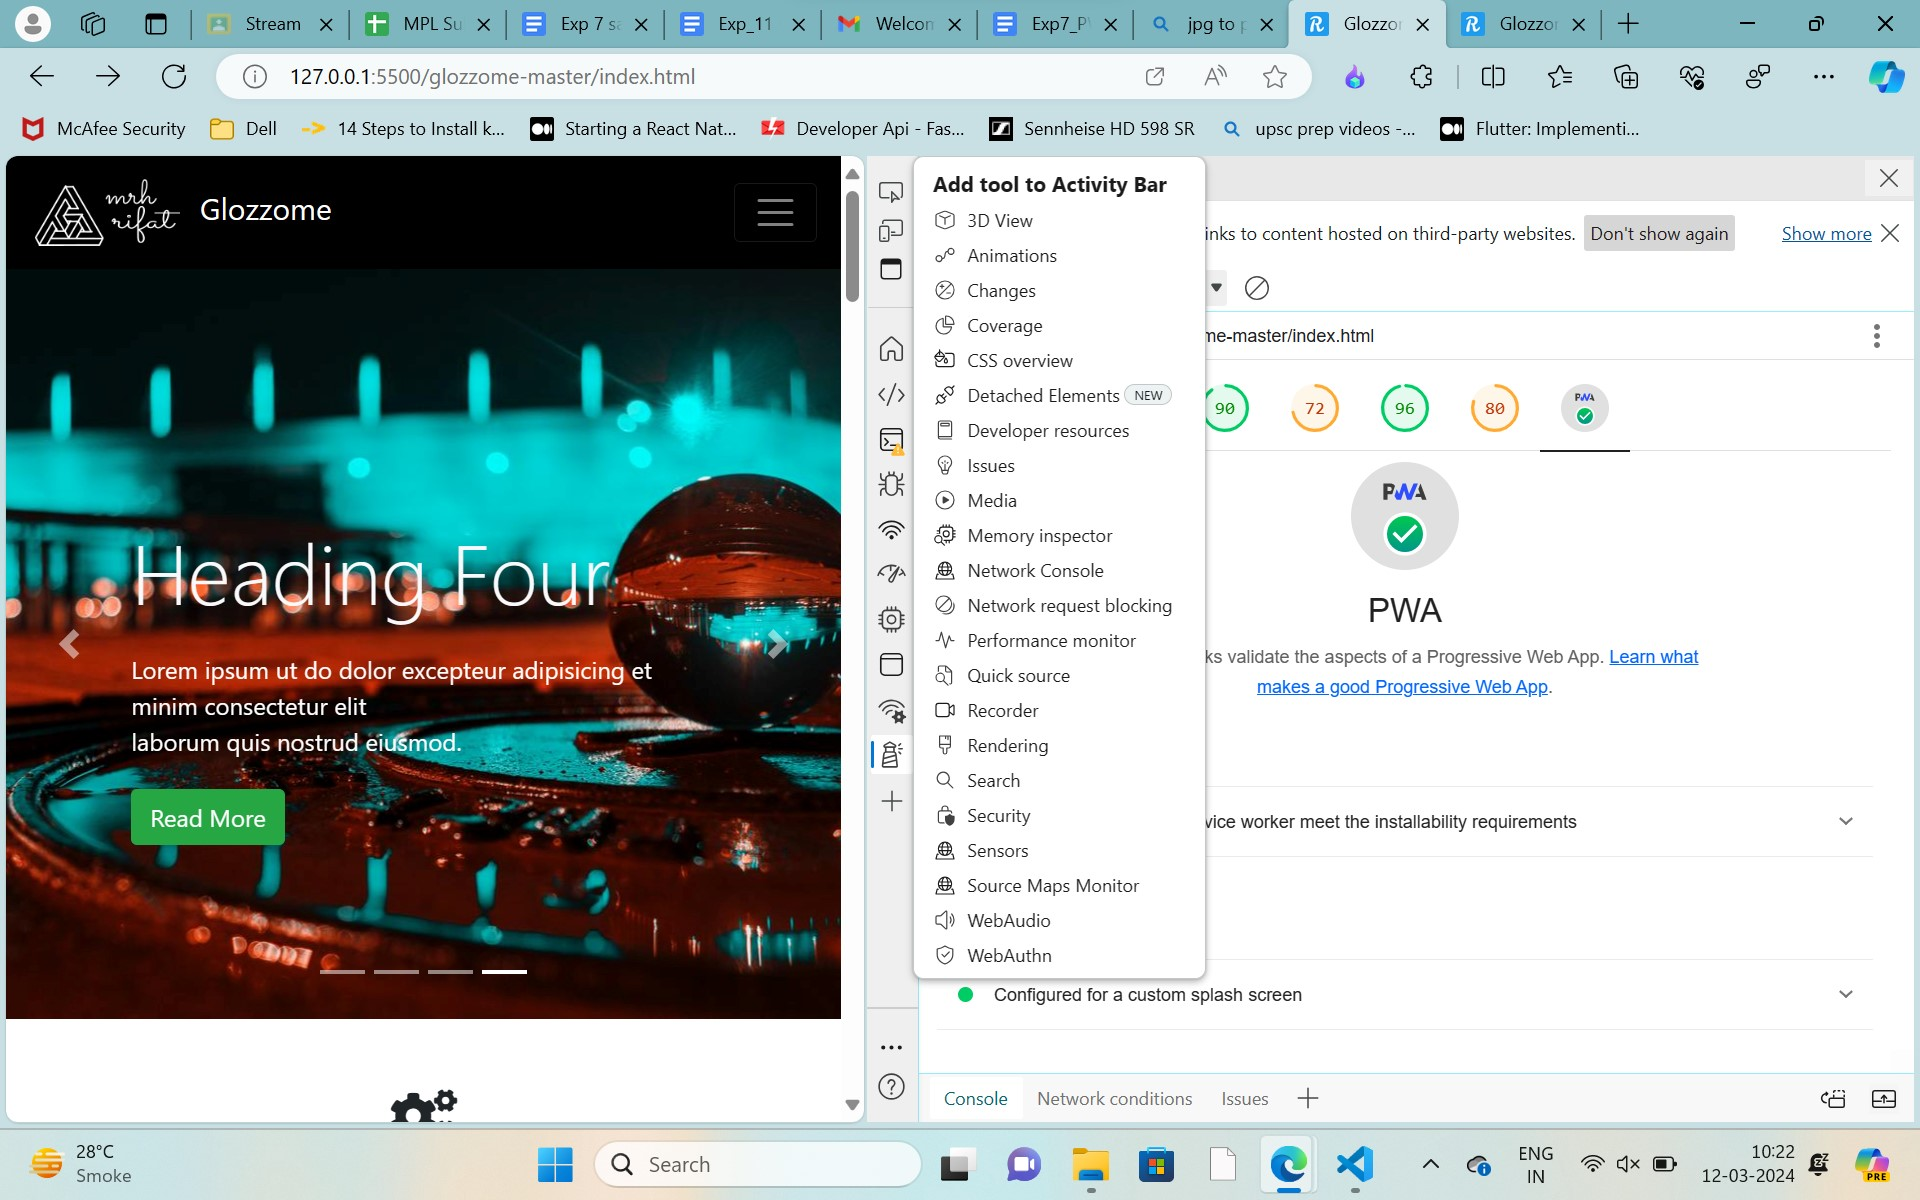 Stream
MPL Su
Exp 7 sa
Exp_11
Welcom
Exp7_P
jpg to p
Glozzor
Glozzor
127.0.0.1:5500/glozzome-master/index.html
McAfee Security
Dell
14 Steps to Install k...
Starting a React Nat...
Developer Api - Fas...
Sennheise HD 598 SR
upsc prep videos -...
Flutter: Implementi...
mrh
rifat
Glozzome
Heading Four
Lorem ipsum ut do dolor excepteur adipisicing et
minim consectetur elit
laborum quis nostrud eiusmod.
Read More
Add tool to Activity Bar
3D View
Animations
Changes
Coverage
CSS overview
Detached Elements NEW
Developer resources
Issues
Media
Memory inspector
Network Console
Network request blocking
Performance monitor
Quick source
Recorder
Rendering
Search
Security
Sensors
Source Maps Monitor
WebAudio
WebAuthn
inks to content hosted on third-party websites.
Don't show again
Show more
me-master/index.html
90
72
96
80
PWA
PWA
PWA
ks validate the aspects of a Progressive Web App. Learn what
makes a good Progressive Web App.
vice worker meet the installability requirements
Configured for a custom splash screen
Console
Network conditions
Issues
28°C
Smoke
Search
ENG
IN
10:22
12-03-2024
PRE